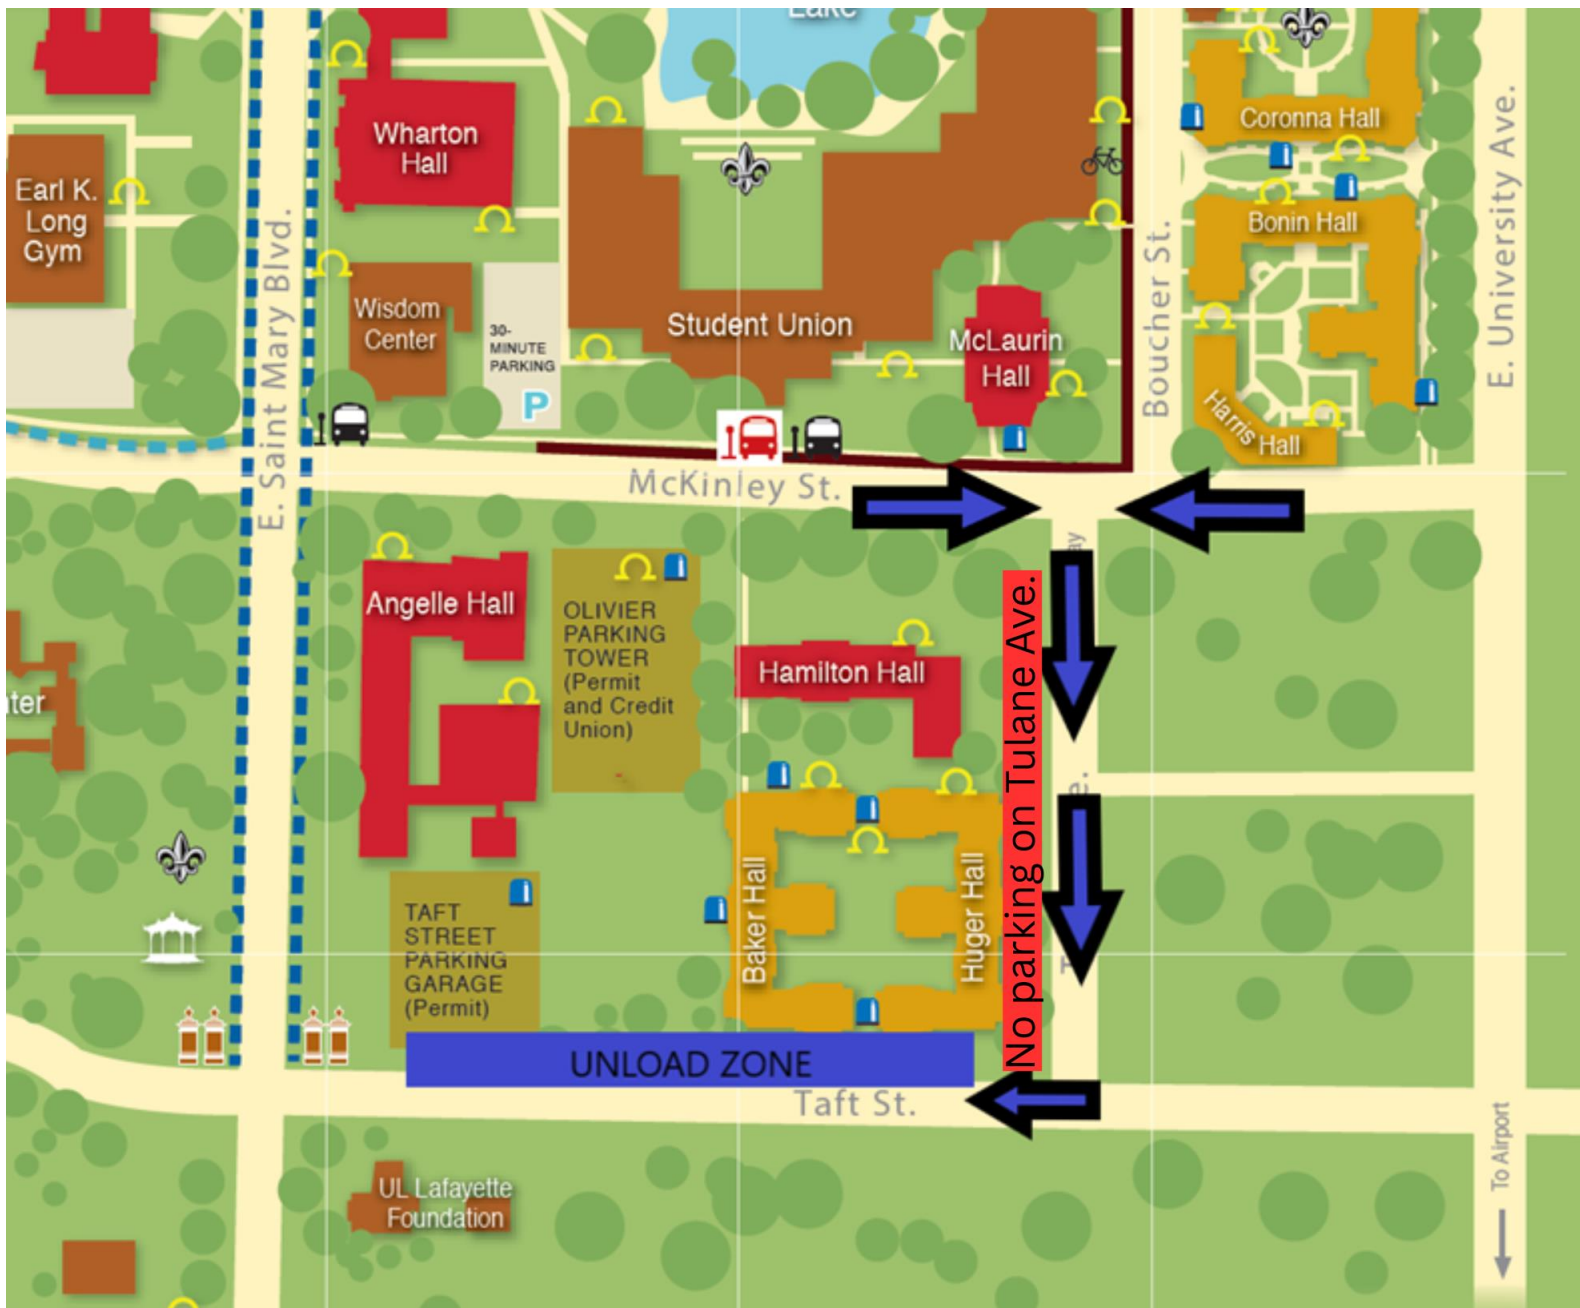 Lake
Wharton
Hall
Coronna Hall
Earl K.
Long
Gym
Bonin Hall
E. University Ave.
E. Saint Mary Blvd.
Boucher St.
Wisdom
Center
30-
MINUTE
PARKING
P
Student Union
McLaurin
Hall
Harris Hall
McKinley St.
Angelle Hall
OLIVIER
PARKING
TOWER
(Permit
and Credit
Union)
Hamilton Hall
No parking on Tulane Ave.
TAFT
STREET
PARKING
GARAGE
(Permit)
Baker Hall
Huger Hall
UNLOAD ZONE
Taft St.
To Airport
UL Lafayette
Foundation